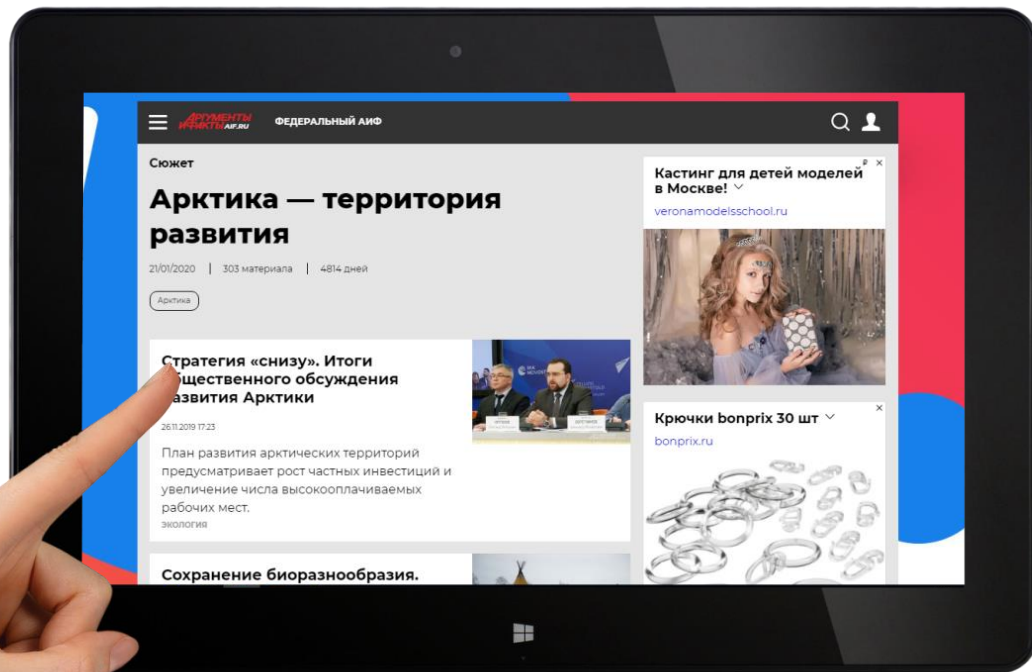 АРГУМЕНТЫ
И ФАКТЫ AIF.RU
ФЕДЕРАЛЬНЫЙ АИФ
Сюжет
Арктика — территория
развития
21/01/2020 | 303 материала | 4814 дней
Арктика
Стратегия «снизу». Итоги
щественного обсуждения
азвития Арктики
26.11.2019 17:23
План развития арктических территорий
предусматривает рост частных инвестиций и
увеличение числа высокооплачиваемых
рабочих мест.
ЭКОЛОГИЯ
Сохранение биоразнообразия.
₽ ×
Кастинг для детей моделей
в Москве!
veronamodelsschool.ru
×
Крючки bonprix 30 шт
bonprix.ru